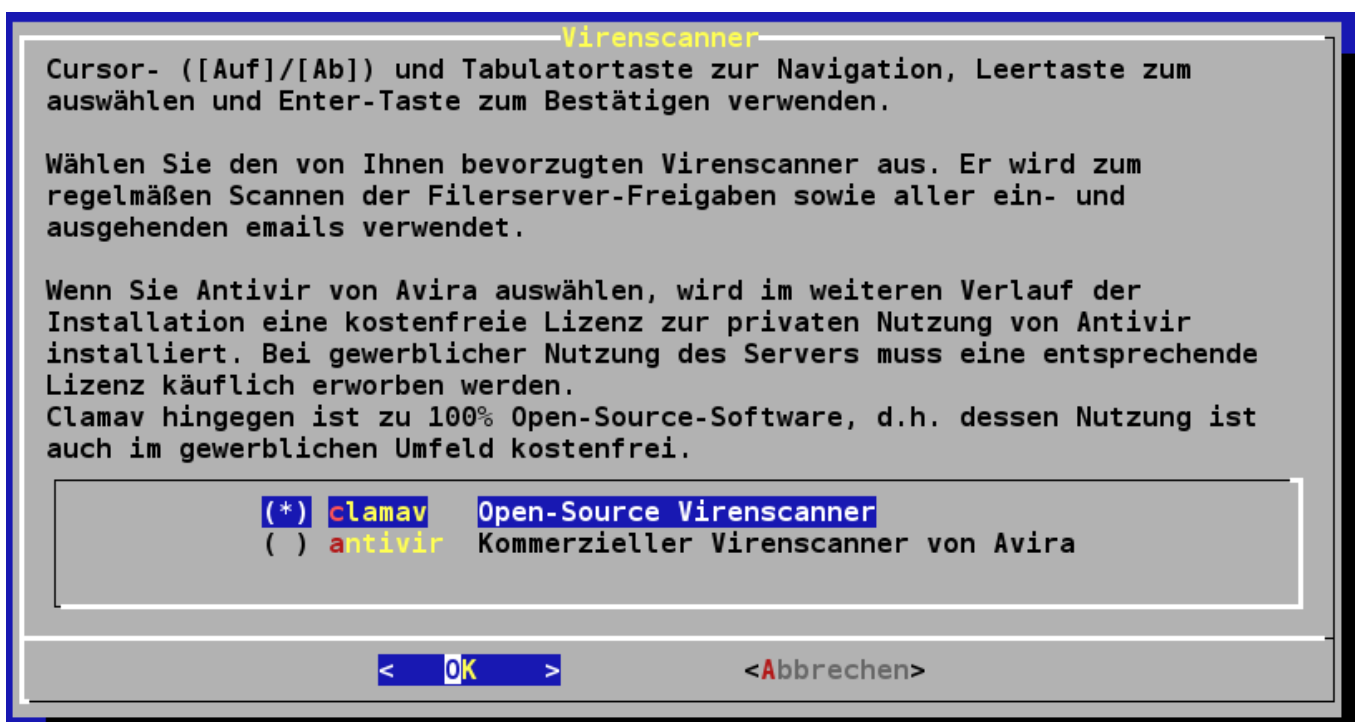 Virenscanner
Cursor- ([Auf]/[Ab]) und Tabulatortaste zur Navigation, Leertaste zum
auswählen und Enter-Taste zum Bestätigen verwenden.
Wählen Sie den von Ihnen bevorzugten Virenscanner aus. Er wird zum
regelmäßen Scannen der Filerserver-Freigaben sowie aller ein- und
ausgehenden emails verwendet.
Wenn Sie Antivir von Avira auswählen, wird im weiteren Verlauf der
Installation eine kostenfreie Lizenz zur privaten Nutzung von Antivir
installiert. Bei gewerblicher Nutzung des Servers muss eine entsprechende
Lizenz käuflich erworben werden.
Clamav hingegen ist zu 100% Open-Source-Software, d.h. dessen Nutzung ist
auch im gewerblichen Umfeld kostenfrei.
(*) clamav Open-Source Virenscanner
( ) antivir Kommerzieller Virenscanner von Avira
< OK > <Abbrechen>